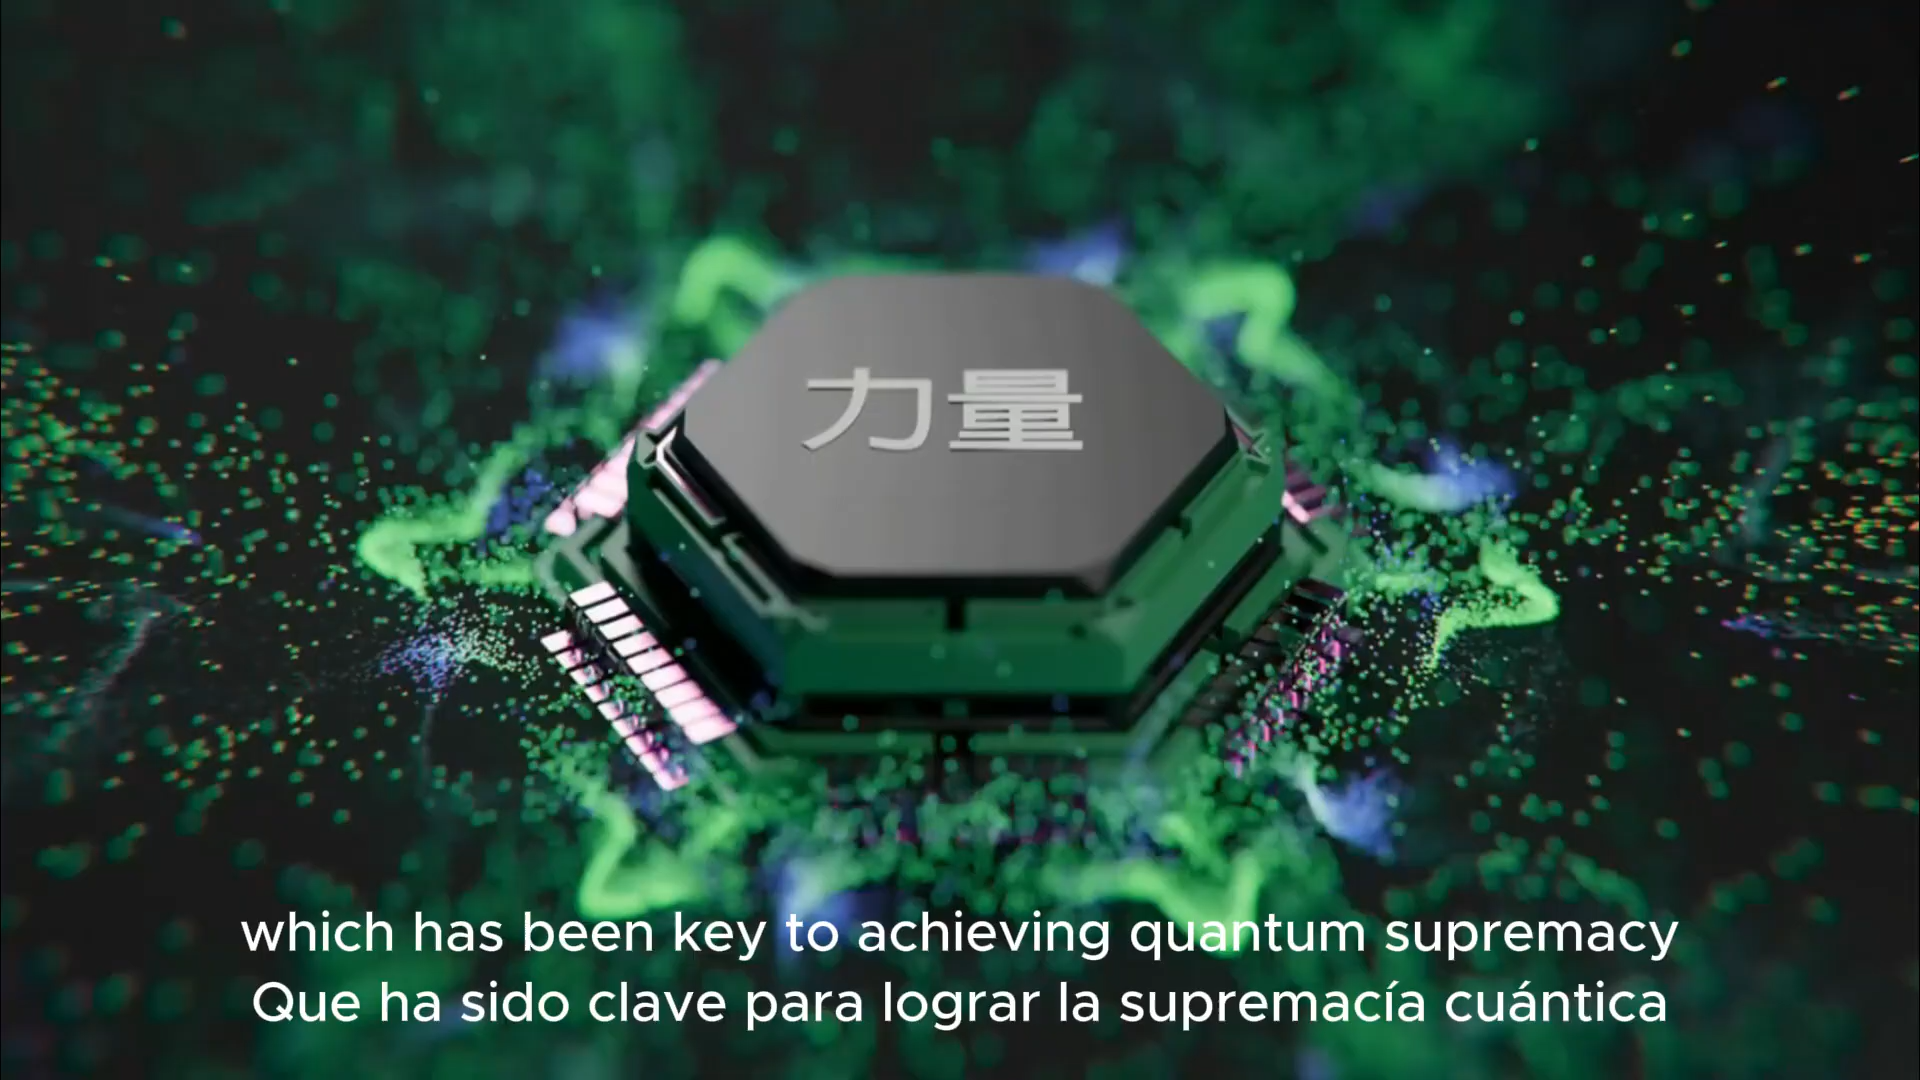 力量
which has been key to achieving quantum supremacy
Que ha sido clave para lograr la supremacía cuántica